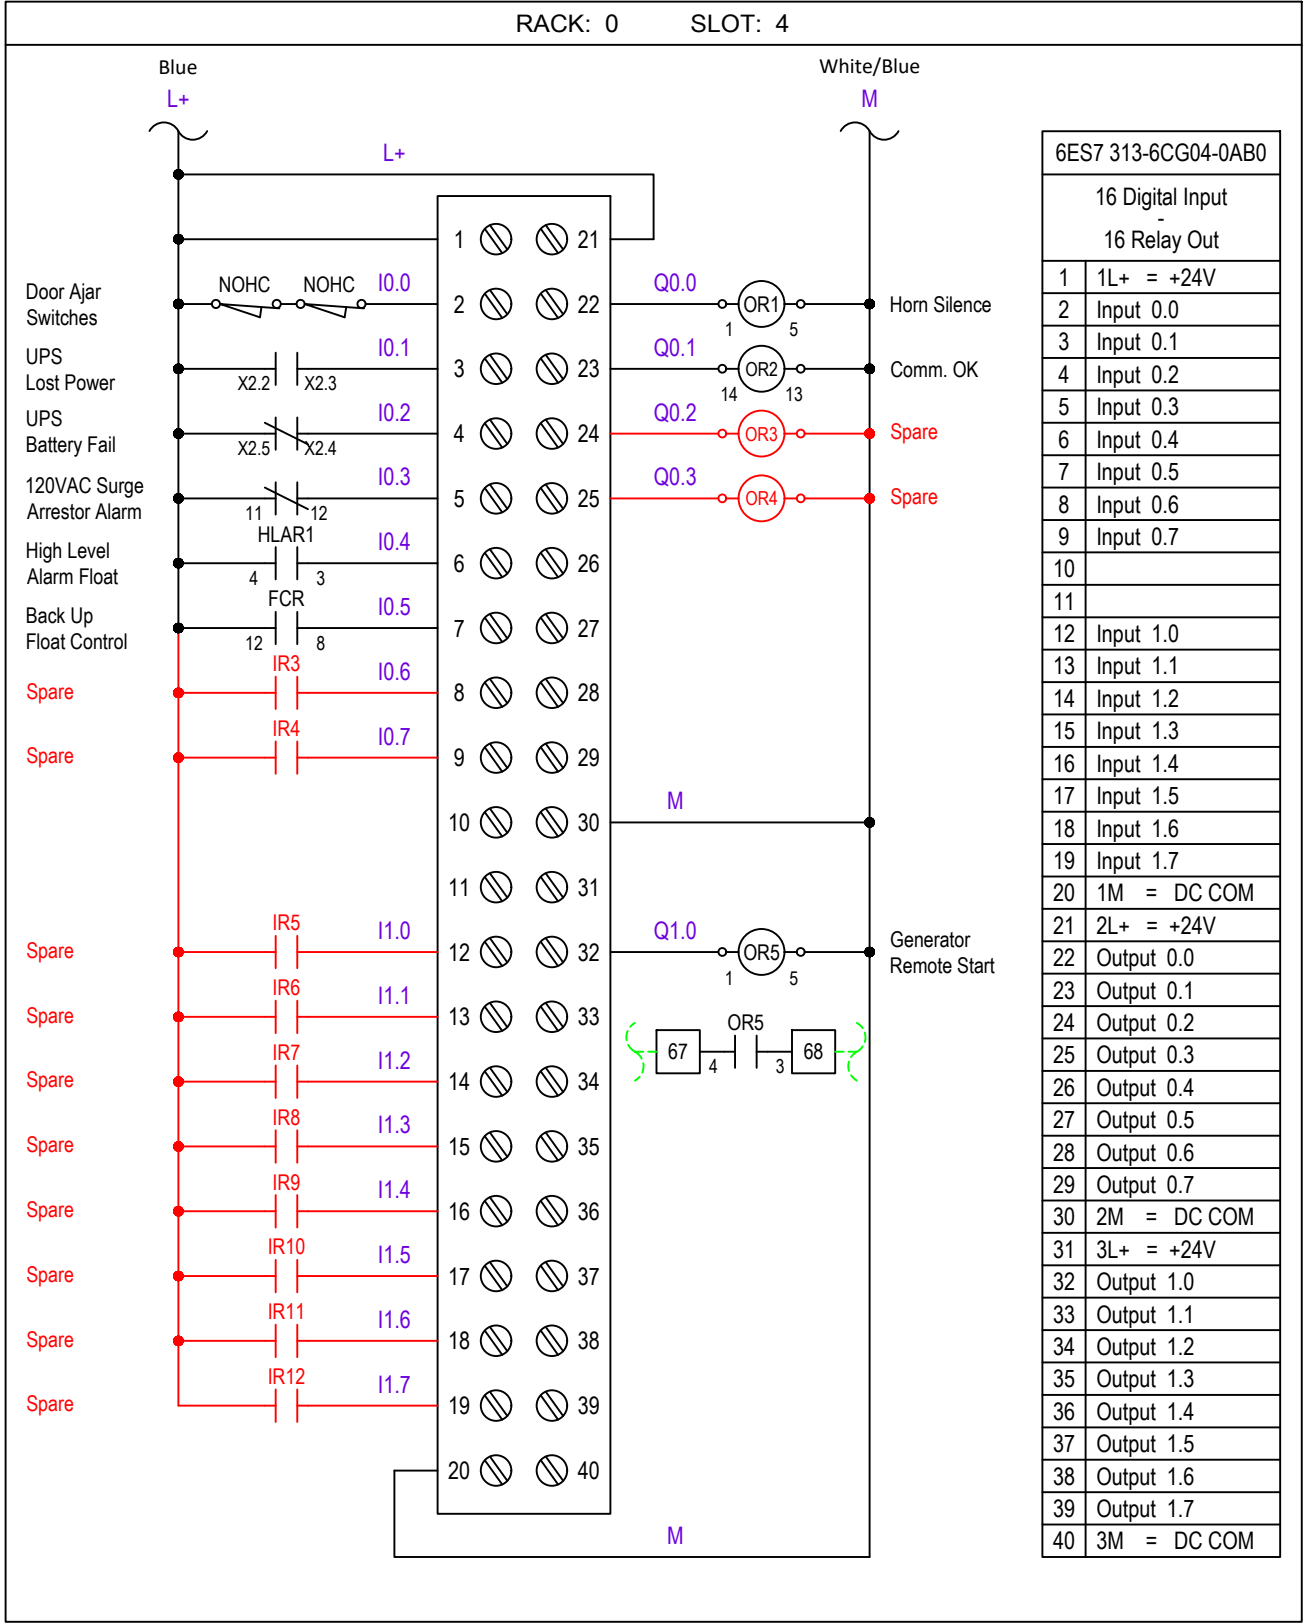 RACK: 0 SLOT: 4
Blue
L+
White/Blue
M
L+
1 21
Door Ajar
Switches
NOHC NOHC I0.0
2 22
Q0.0
OR1
1 5
Horn Silence
UPS
Lost Power
X2.2 X2.3
I0.1
3 23
Q0.1
OR2
14 13
Comm. OK
UPS
Battery Fail
X2.5 X2.4
I0.2
4 24
Q0.2
OR3
Spare
120VAC Surge
Arrestor Alarm
11 12
I0.3
5 25
Q0.3
OR4
Spare
High Level
Alarm Float
HLAR1
4 3
I0.4
6 26
Back Up
Float Control
FCR
12 8
I0.5
7 27
Spare
IR3
I0.6
8 28
Spare
IR4
I0.7
9 29
10 30
M
11 31
Spare
IR5
I1.0
12 32
Q1.0
OR5
1 5
Generator
Remote Start
Spare
IR6
I1.1
13 33
OR5
67 4 3 68
Spare
IR7
I1.2
14 34
Spare
IR8
I1.3
15 35
Spare
IR9
I1.4
16 36
Spare
IR10
I1.5
17 37
Spare
IR11
I1.6
18 38
Spare
IR12
I1.7
19 39
20 40
M
6ES7 313-6CG04-0AB0
16 Digital Input
-
16 Relay Out
1 1L+ = +24V
2 Input 0.0
3 Input 0.1
4 Input 0.2
5 Input 0.3
6 Input 0.4
7 Input 0.5
8 Input 0.6
9 Input 0.7
10
11
12 Input 1.0
13 Input 1.1
14 Input 1.2
15 Input 1.3
16 Input 1.4
17 Input 1.5
18 Input 1.6
19 Input 1.7
20 1M = DC COM
21 2L+ = +24V
22 Output 0.0
23 Output 0.1
24 Output 0.2
25 Output 0.3
26 Output 0.4
27 Output 0.5
28 Output 0.6
29 Output 0.7
30 2M = DC COM
31 3L+ = +24V
32 Output 1.0
33 Output 1.1
34 Output 1.2
35 Output 1.3
36 Output 1.4
37 Output 1.5
38 Output 1.6
39 Output 1.7
40 3M = DC COM